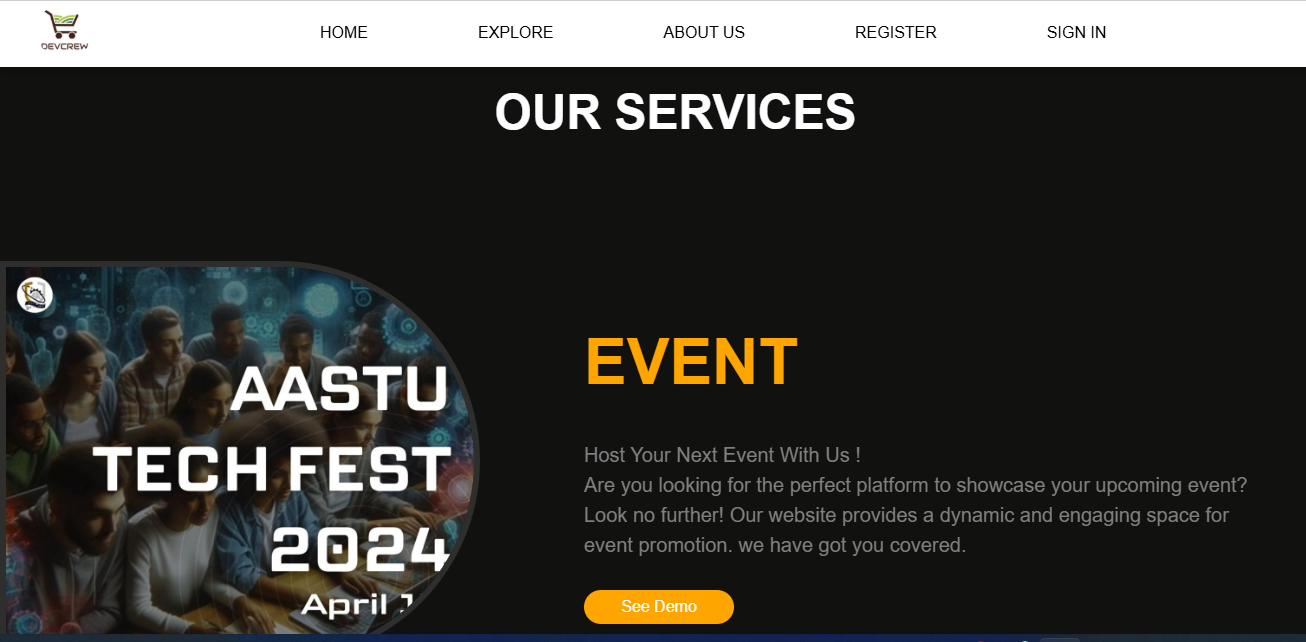 DEVCREW
HOME
EXPLORE
ABOUT US
REGISTER
SIGN IN
OUR SERVICES
AASTU
TECH FEST
2024
April
EVENT
Host Your Next Event With Us !
Are you looking for the perfect platform to showcase your upcoming event?
Look no further! Our website provides a dynamic and engaging space for
event promotion. we have got you covered.
See Demo